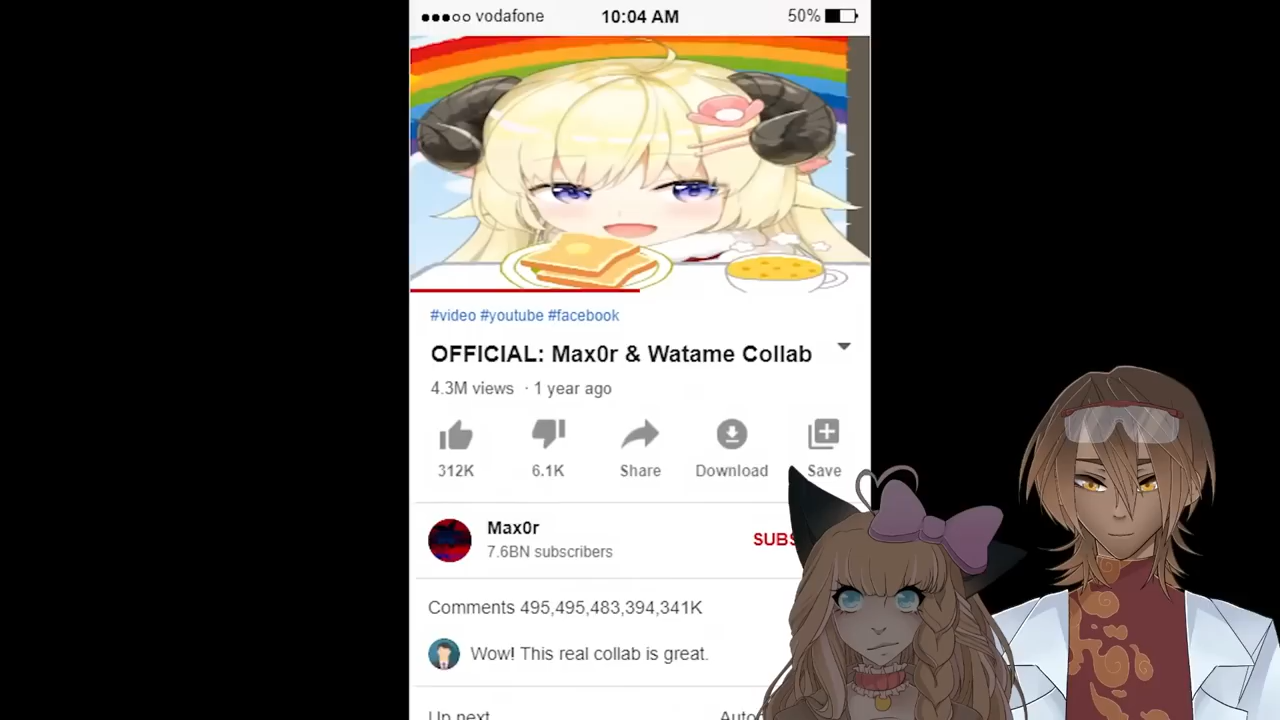 vodafone 10:04 AM 50%
#video #youtube #facebook
OFFICIAL: Max0r & Watame Collab
4.3M views · 1 year ago
312K 6.1K Share Download Save
Max0r
7.6BN subscribers
Comments 495,495,483,394,341K
Wow! This real collab is great.
Up next